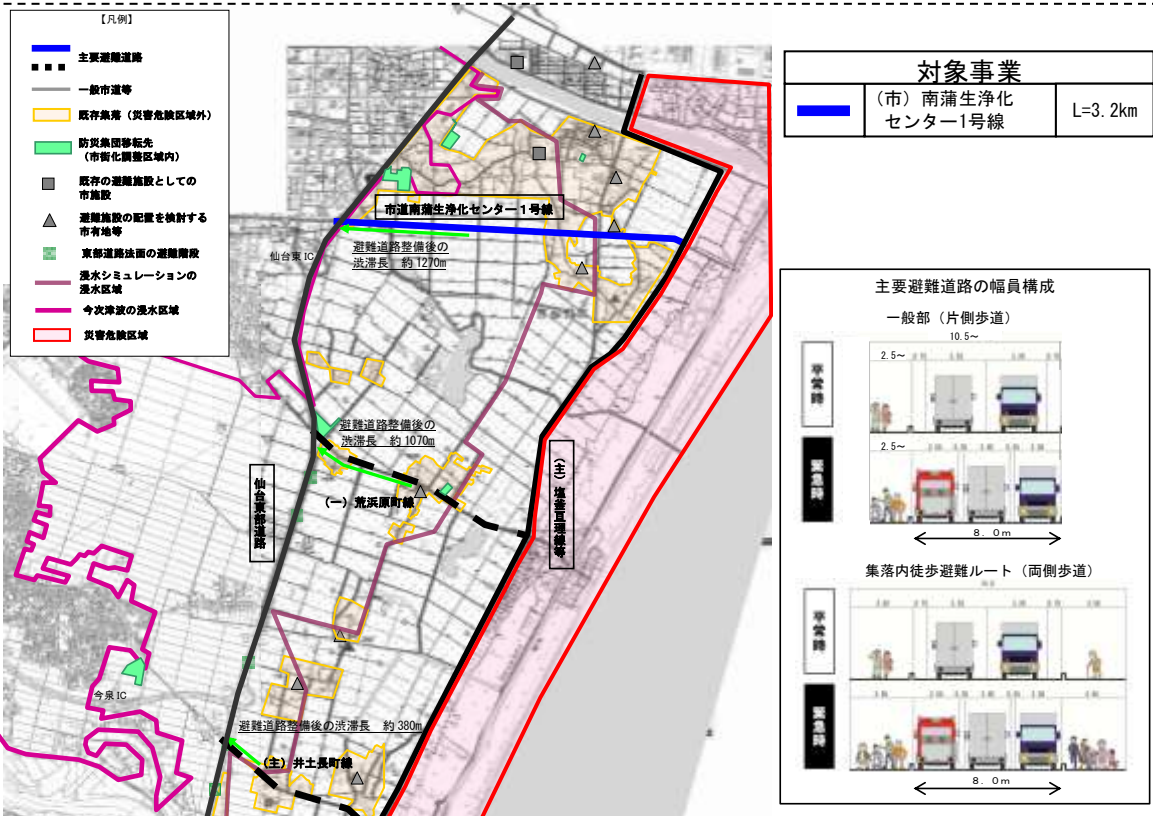 【凡例】
主要避難道路
一般市道等
既存集落（災害危険区域外）
防災集団移転先
（市街化調整区域内）
既存の避難施設としての
市施設
避難施設の配置を検討する
市有地等
東部道路法面の避難階段
浸水シミュレーションの
浸水区域
今次津波の浸水区域
災害危険区域
市道南蒲生浄化センター１号線
避難道路整備後の
渋滞長　約1270m
仙台東IC
避難道路整備後の
渋滞長　約1070m
（一）荒浜原町線
仙台東部道路
（主）塩釜亘理線等
今泉IC
避難道路整備後の渋滞長　約380m
（主）井土長町線
対象事業
（市）南蒲生浄化
センター1号線
L=3.2km
主要避難道路の幅員構成
一般部（片側歩道）
10.5～
2.5～
平常時
2.5～
緊急時
8.0m
集落内徒歩避難ルート（両側歩道）
平常時
緊急時
8.0m